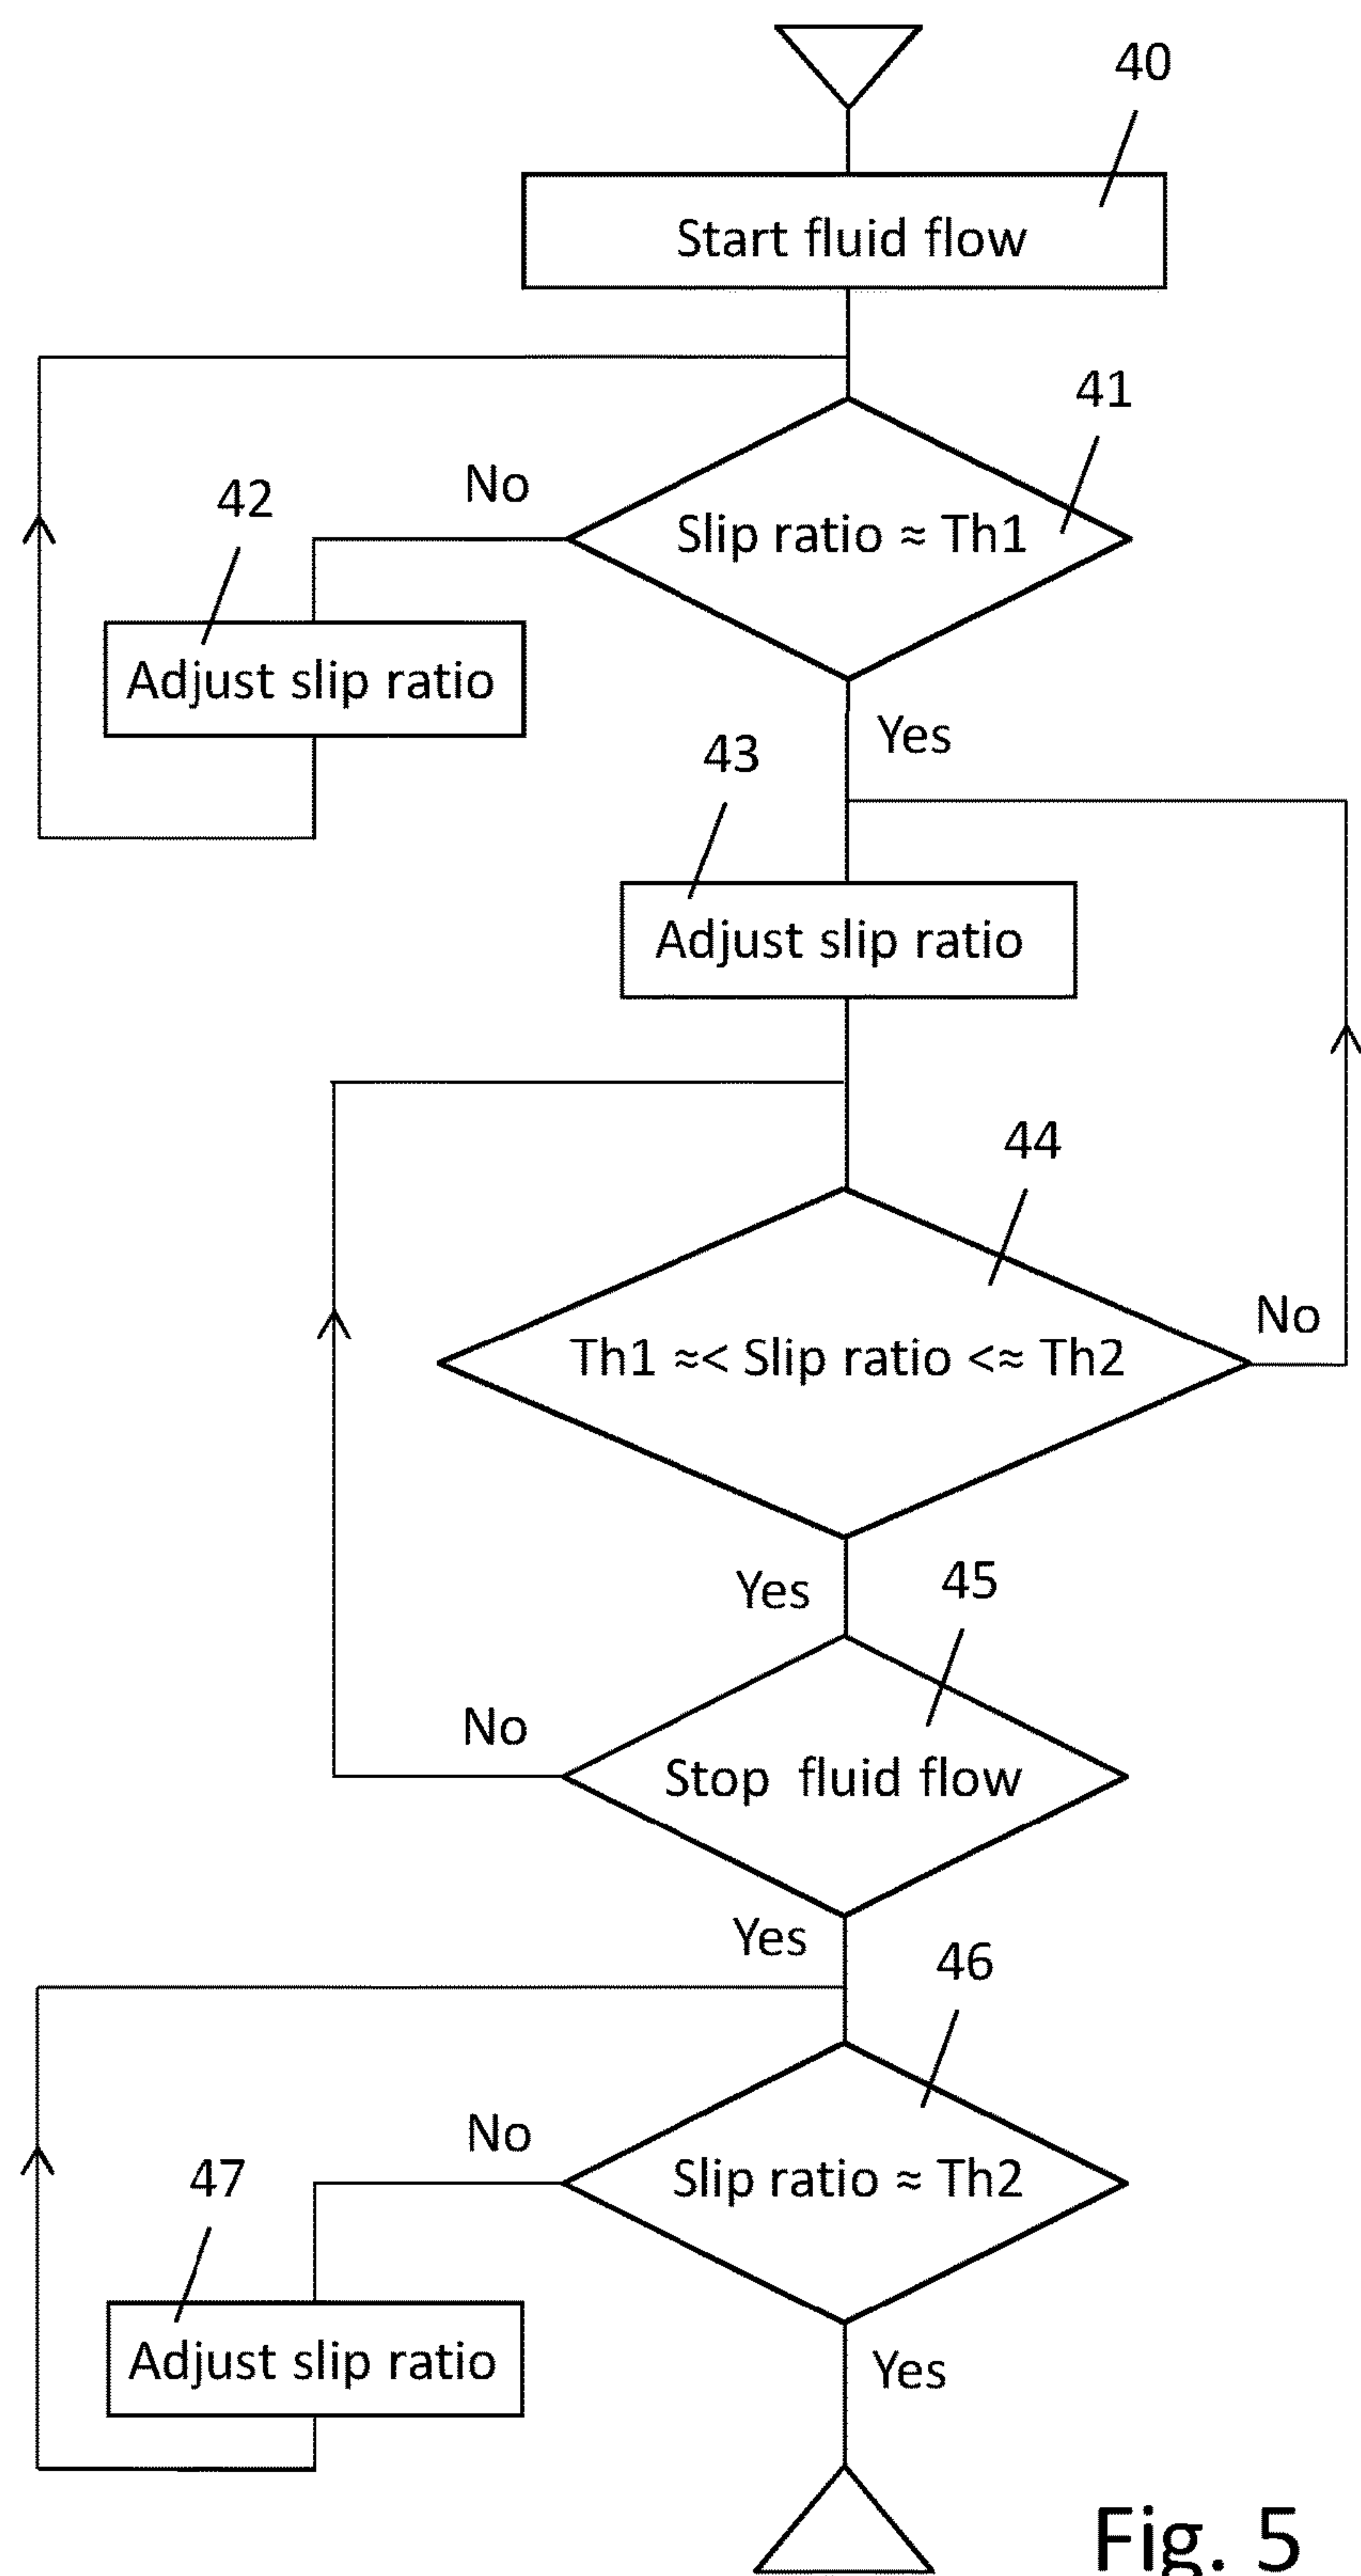 40
Start fluid flow
41
No
42
Slip ratio ≈ Th1
Adjust slip ratio
Yes
43
Adjust slip ratio
44
No
Th1 ≈< Slip ratio <≈ Th2
Yes
45
No
Stop fluid flow
Yes
46
No
Slip ratio ≈ Th2
47
Adjust slip ratio
Yes
Fig. 5